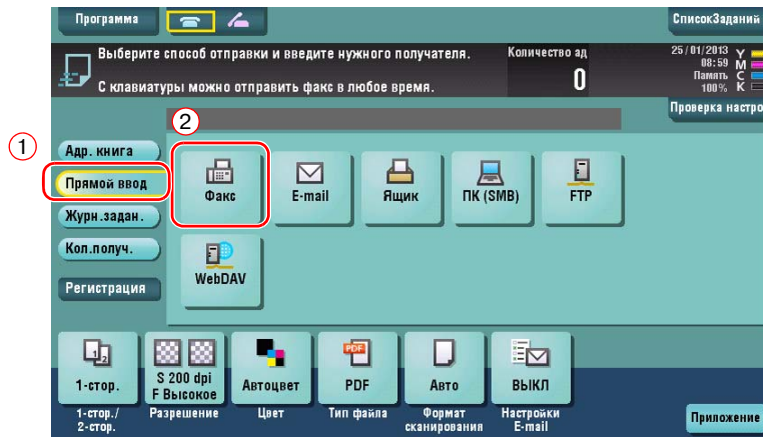 Программа
СписокЗаданий
Выберите способ отправки и введите нужного получателя.
С клавиатуры можно отправить факс в любое время.
Количество ад
0
25/01/2013
08:59
Память
100%
Y
M
C
K
Проверка настро
①
②
Адр. книга
Прямой ввод
Журн.задан.
Кол.получ.
Регистрация
Факс
E-mail
Ящик
ПК (SMB)
FTP
WebDAV
1-стор.
S 200 dpi
F Высокое
Автоцвет
PDF
PDF
Авто
ВЫКЛ
1-стор./
2-стор.
Разрешение
Цвет
Тип файла
Формат
сканирования
Настройки
E-mail
Приложение